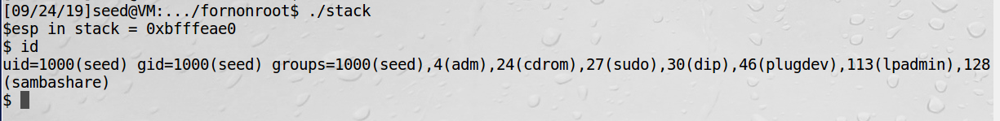 [09/24/19]seed@VM:.../fornonroot$ ./stack
$esp in stack = 0xbfffeae0
$ id
uid=1000(seed) gid=1000(seed) groups=1000(seed),4(adm),24(cdrom),27(sudo),30(dip),46(plugdev),113(lpadmin),128
(sambashare)
$